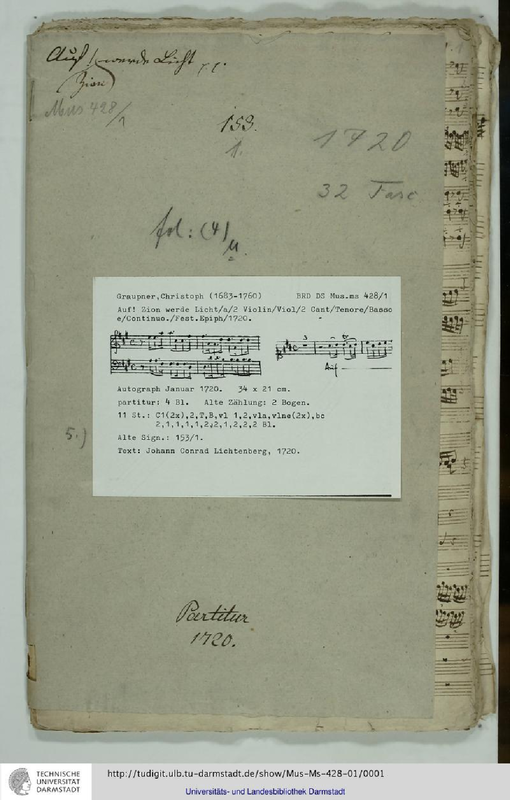 Auf! werde Licht
Zion
Mus 428/1
153.
1.
1720
32 Fasc
fol: (4) u.
Graupner,Christoph (1683-1760) BRD DS Mus.ms 428/1
Auf! Zion werde Licht/a/2 Violin/Viol/2 Cant/Tenore/Basso
e/Continuo./Fest.Epiph/1720.
Auf
Autograph Januar 1720. 34 x 21 cm.
partitur: 4 Bl. Alte Zählung: 2 Bogen.
11 St.: C1(2x),2,T,B,vl 1,2,vla,vlne(2x),bc
2,1,1,1,1,2,2,1,2,2,2 Bl.
5.)
Alte Sign.: 153/1.
Text: Johann Conrad Lichtenberg, 1720.
Partitur
1720.
TECHNISCHE
UNIVERSITÄT
DARMSTADT
http://tudigit.ulb.tu-darmstadt.de/show/Mus-Ms-428-01/0001
Universitäts- und Landesbibliothek Darmstadt